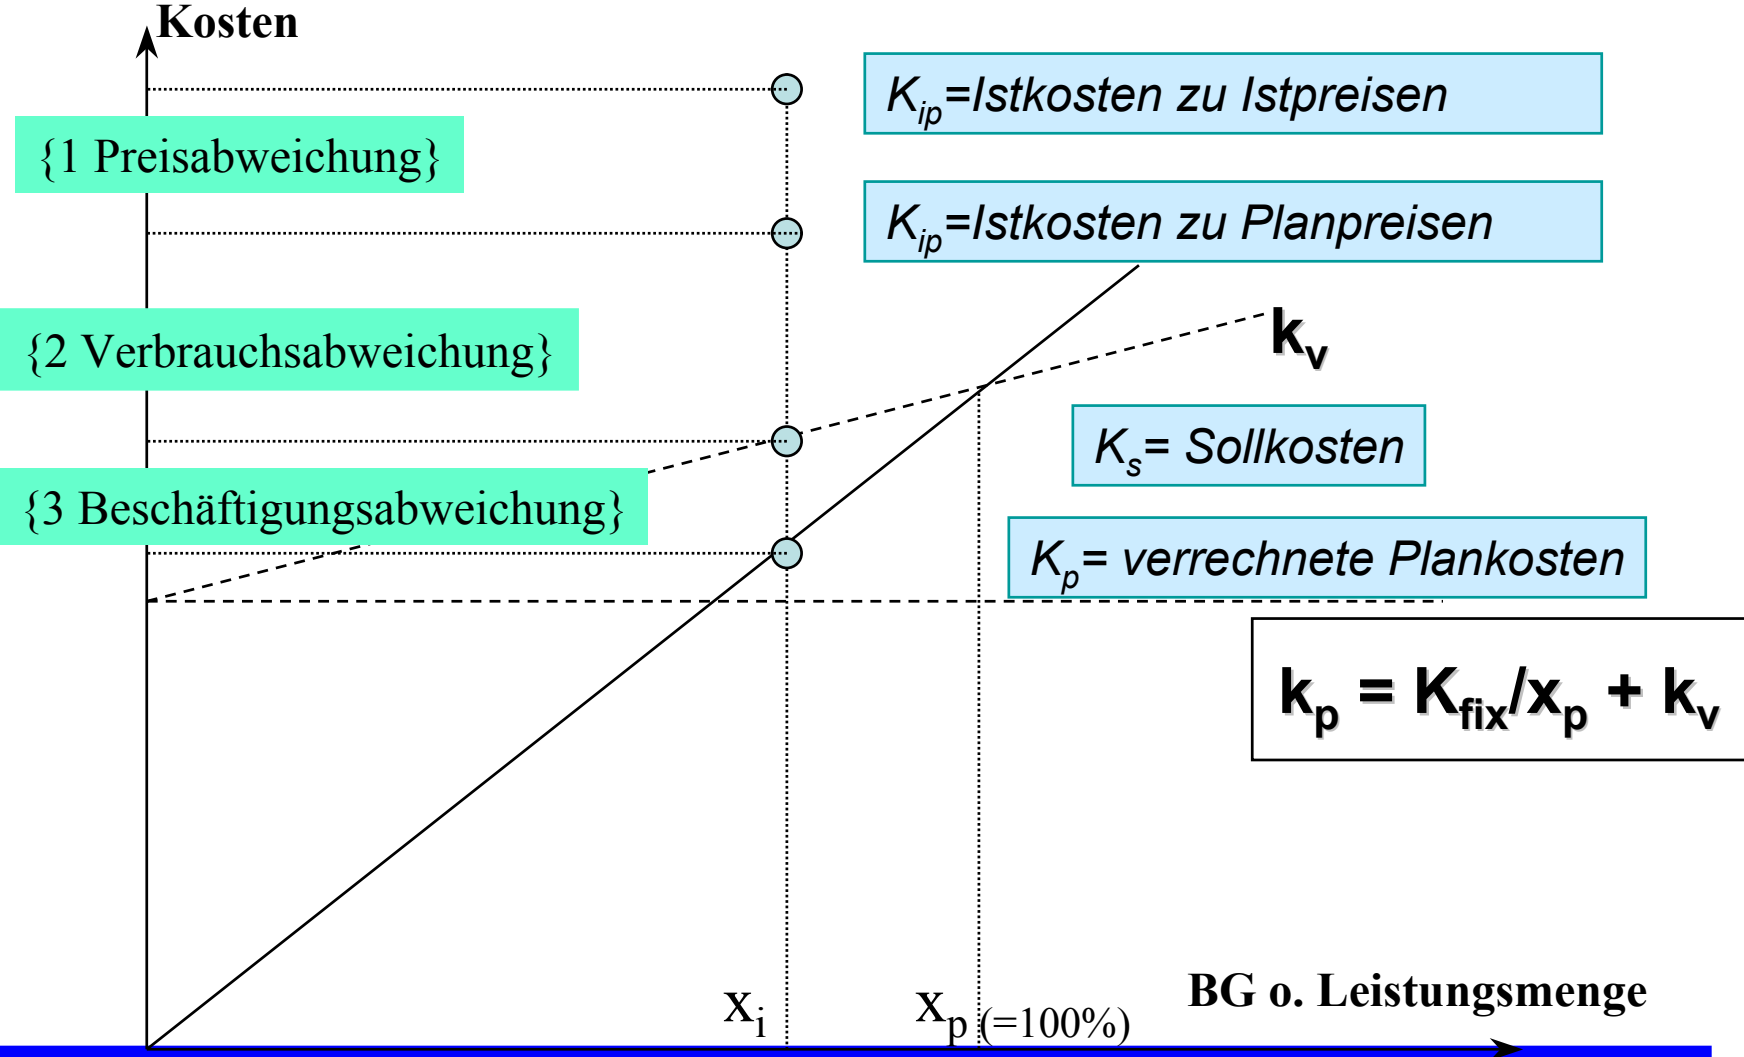 Kosten
K_ip=Istkosten zu Istpreisen
{1 Preisabweichung}
K_ip=Istkosten zu Planpreisen
{2 Verbrauchsabweichung}
k_v
K_s= Sollkosten
{3 Beschäftigungsabweichung}
K_p= verrechnete Plankosten
k_p = K_fix/x_p + k_v
x_i
x_p (=100%)
BG o. Leistungsmenge